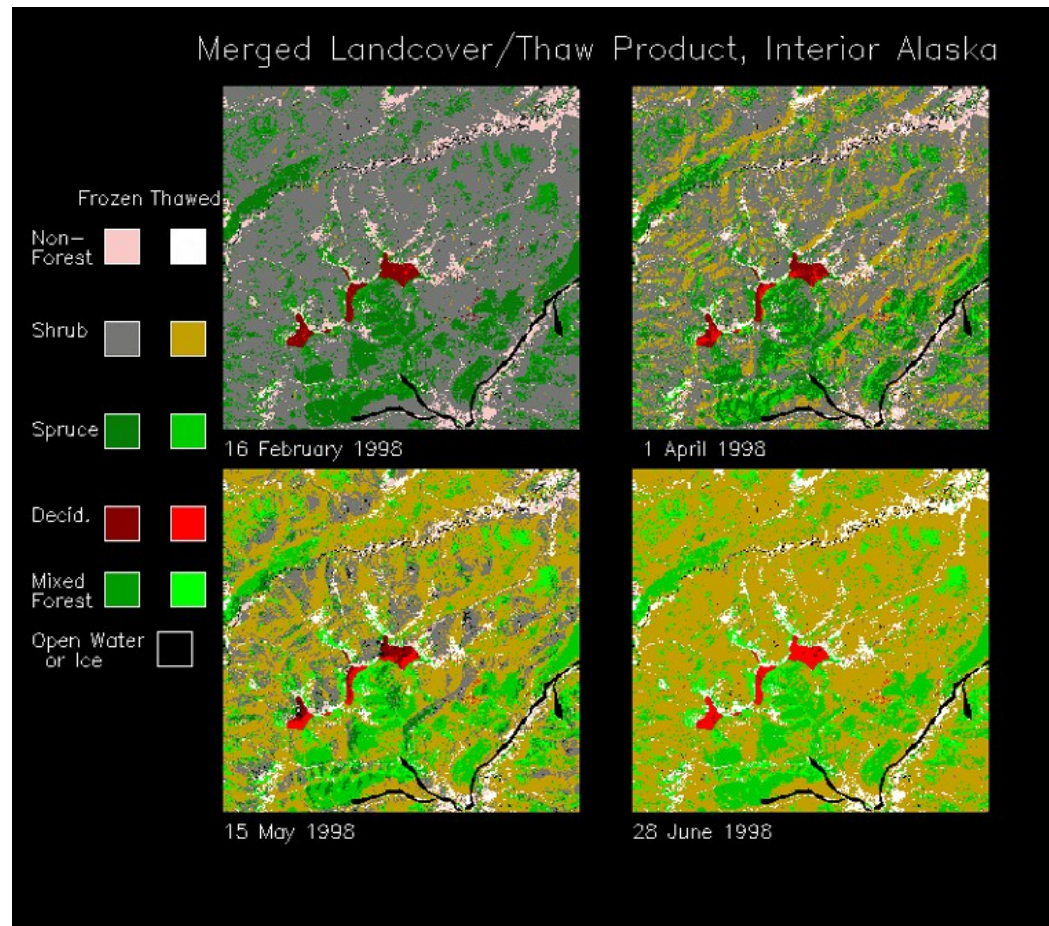 Merged Landcover/Thaw Product, Interior Alaska
Frozen Thawed
Non-
Forest
Shrub
Spruce
Decid.
Mixed
Forest
Open Water
or Ice
16 February 1998
1 April 1998
15 May 1998
28 June 1998